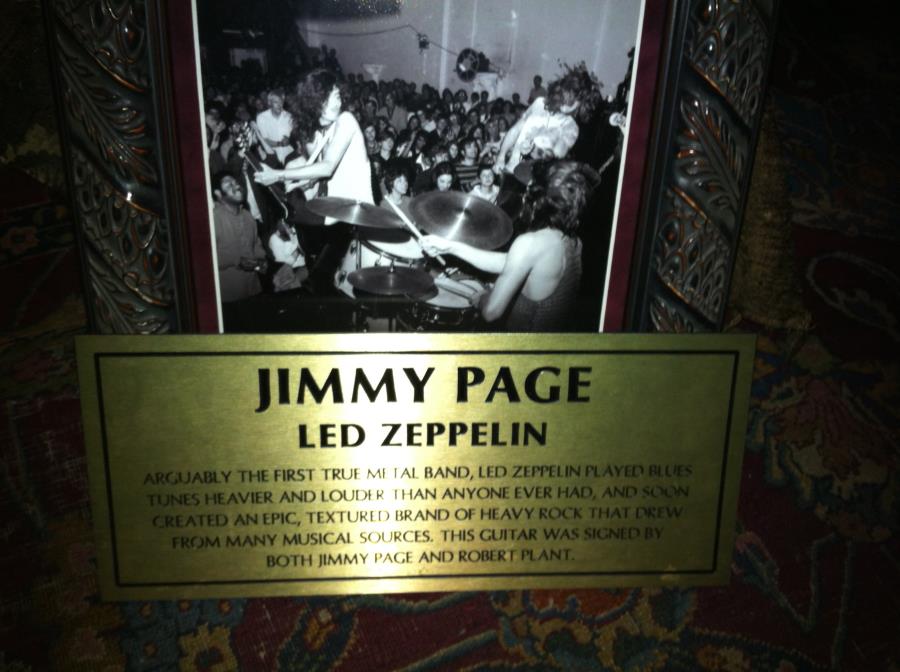 JIMMY PAGE
LED ZEPPELIN
ARGUABLY THE FIRST TRUE METAL BAND, LED ZEPPELIN PLAYED BLUES
TUNES HEAVIER AND LOUDER THAN ANYONE EVER HAD, AND SOON
CREATED AN EPIC, TEXTURED BRAND OF HEAVY ROCK THAT DREW
FROM MANY MUSICAL SOURCES. THIS GUITAR WAS SIGNED BY
BOTH JIMMY PAGE AND ROBERT PLANT.